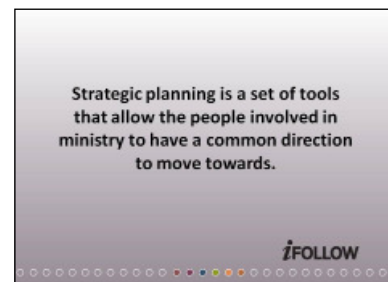 Strategic planning is a set of tools
that allow the people involved in
ministry to have a common direction
to move towards.
iFOLLOW